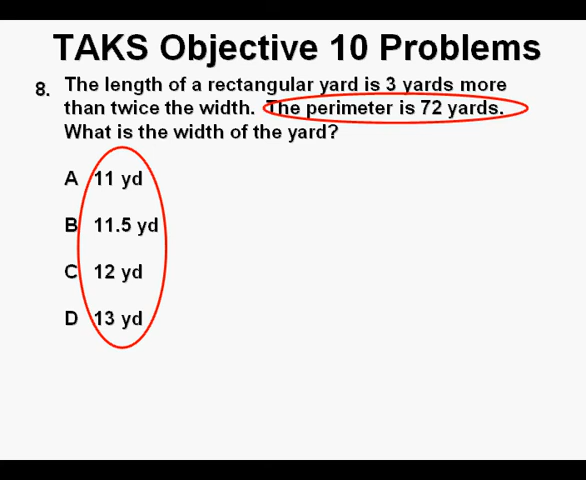 TAKS Objective 10 Problems
8. The length of a rectangular yard is 3 yards more
than twice the width. The perimeter is 72 yards.
What is the width of the yard?
A 11 yd
B 11.5 yd
C 12 yd
D 13 yd